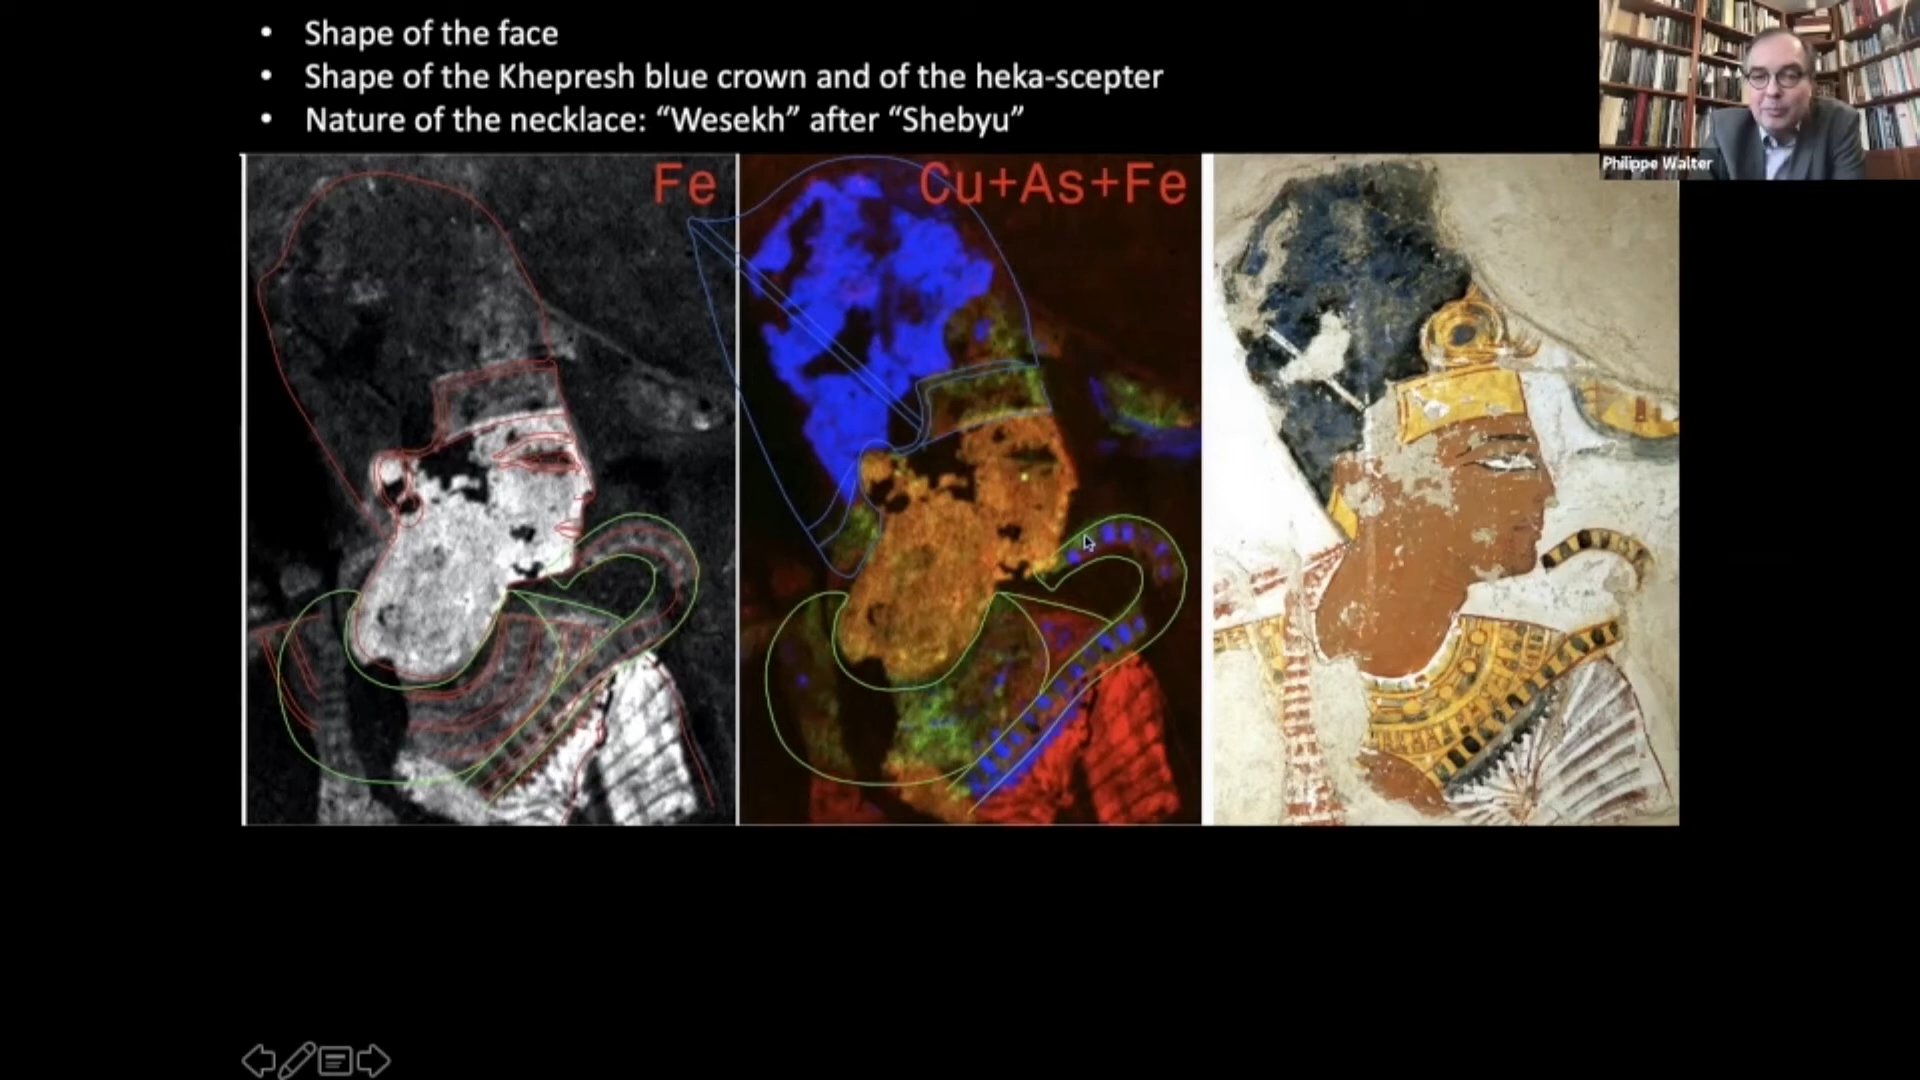 • Shape of the face
• Shape of the Khepresh blue crown and of the heka-scepter
• Nature of the necklace: “Wesekh” after “Shebyu”
Fe
Cu+As+Fe
Philippe Walter